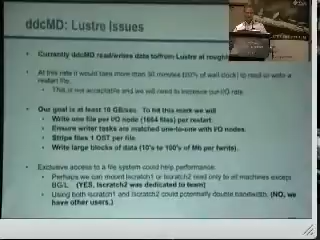 ddcMD: Lustre Issues
Currently ddcMD read/writes data to/from Lustre at
At this rate it would take more than 30 minutes (20% of wall clock) to read or write a
restart file.
This is not acceptable and we will need to increase our I/O rate.
Our goal is at least 10 GB/sec. To hit this mark we will
Write one file per I/O node (1664 files) per restart.
Ensure writer tasks are matched one-to-one with I/O nodes.
Stripe files 1 OST per file.
Write large blocks of data (10's to 100's of Mb per fwrite).
Exclusive access to a file system could help performance.
Perhaps we can mount lscratch1 or lscratch2 read only to all machines except
BG/L. (YES, lscratch2 was dedicated to team)
Using both lscratch1 and lscratch2 could potentially double bandwidth. (NO, we
have other users.)